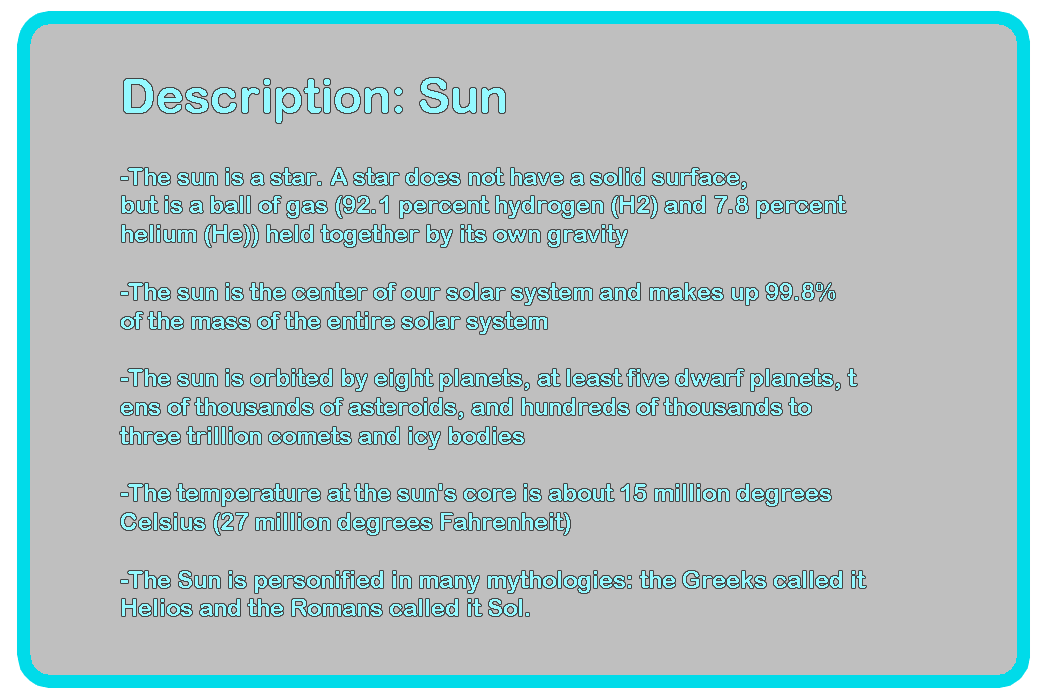 Description: Sun
-The sun is a star. A star does not have a solid surface,
but is a ball of gas (92.1 percent hydrogen (H2) and 7.8 percent
helium (He)) held together by its own gravity
-The sun is the center of our solar system and makes up 99.8%
of the mass of the entire solar system
-The sun is orbited by eight planets, at least five dwarf planets, t
ens of thousands of asteroids, and hundreds of thousands to
three trillion comets and icy bodies
-The temperature at the sun's core is about 15 million degrees
Celsius (27 million degrees Fahrenheit)
-The Sun is personified in many mythologies: the Greeks called it
Helios and the Romans called it Sol.